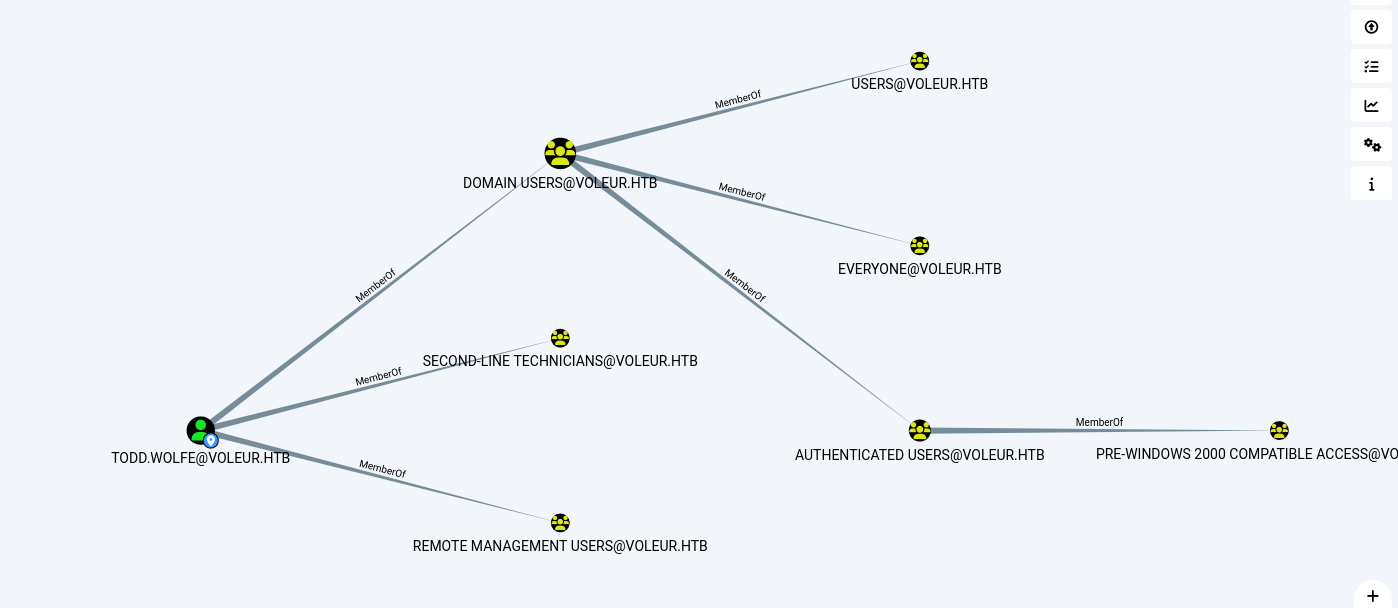 USERS@VOLEUR.HTB
MemberOf
DOMAIN USERS@VOLEUR.HTB
MemberOf
EVERYONE@VOLEUR.HTB
MemberOf
MemberOf
SECOND-LINE TECHNICIANS@VOLEUR.HTB
MemberOf
MemberOf
TODD.WOLFE@VOLEUR.HTB
AUTHENTICATED USERS@VOLEUR.HTB
PRE-WINDOWS 2000 COMPATIBLE ACCESS@VO
MemberOf
REMOTE MANAGEMENT USERS@VOLEUR.HTB